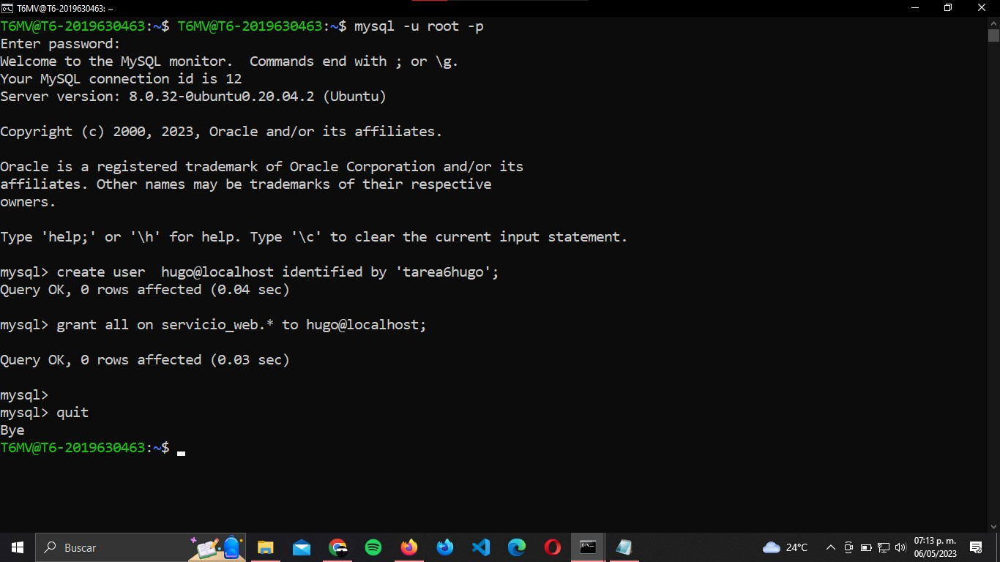 T6MV@T6-2019630463: ~
T6MV@T6-2019630463:~$ T6MV@T6-2019630463:~$ mysql -u root -p
Enter password:
Welcome to the MySQL monitor.  Commands end with ; or \g.
Your MySQL connection id is 12
Server version: 8.0.32-0ubuntu0.20.04.2 (Ubuntu)

Copyright (c) 2000, 2023, Oracle and/or its affiliates.

Oracle is a registered trademark of Oracle Corporation and/or its
affiliates. Other names may be trademarks of their respective
owners.

Type 'help;' or '\h' for help. Type '\c' to clear the current input statement.

mysql> create user  hugo@localhost identified by 'tarea6hugo';
Query OK, 0 rows affected (0.04 sec)

mysql> grant all on servicio_web.* to hugo@localhost;

Query OK, 0 rows affected (0.03 sec)

mysql>
mysql> quit
Bye
T6MV@T6-2019630463:~$
Buscar
24°C
07:13 p. m.
06/05/2023